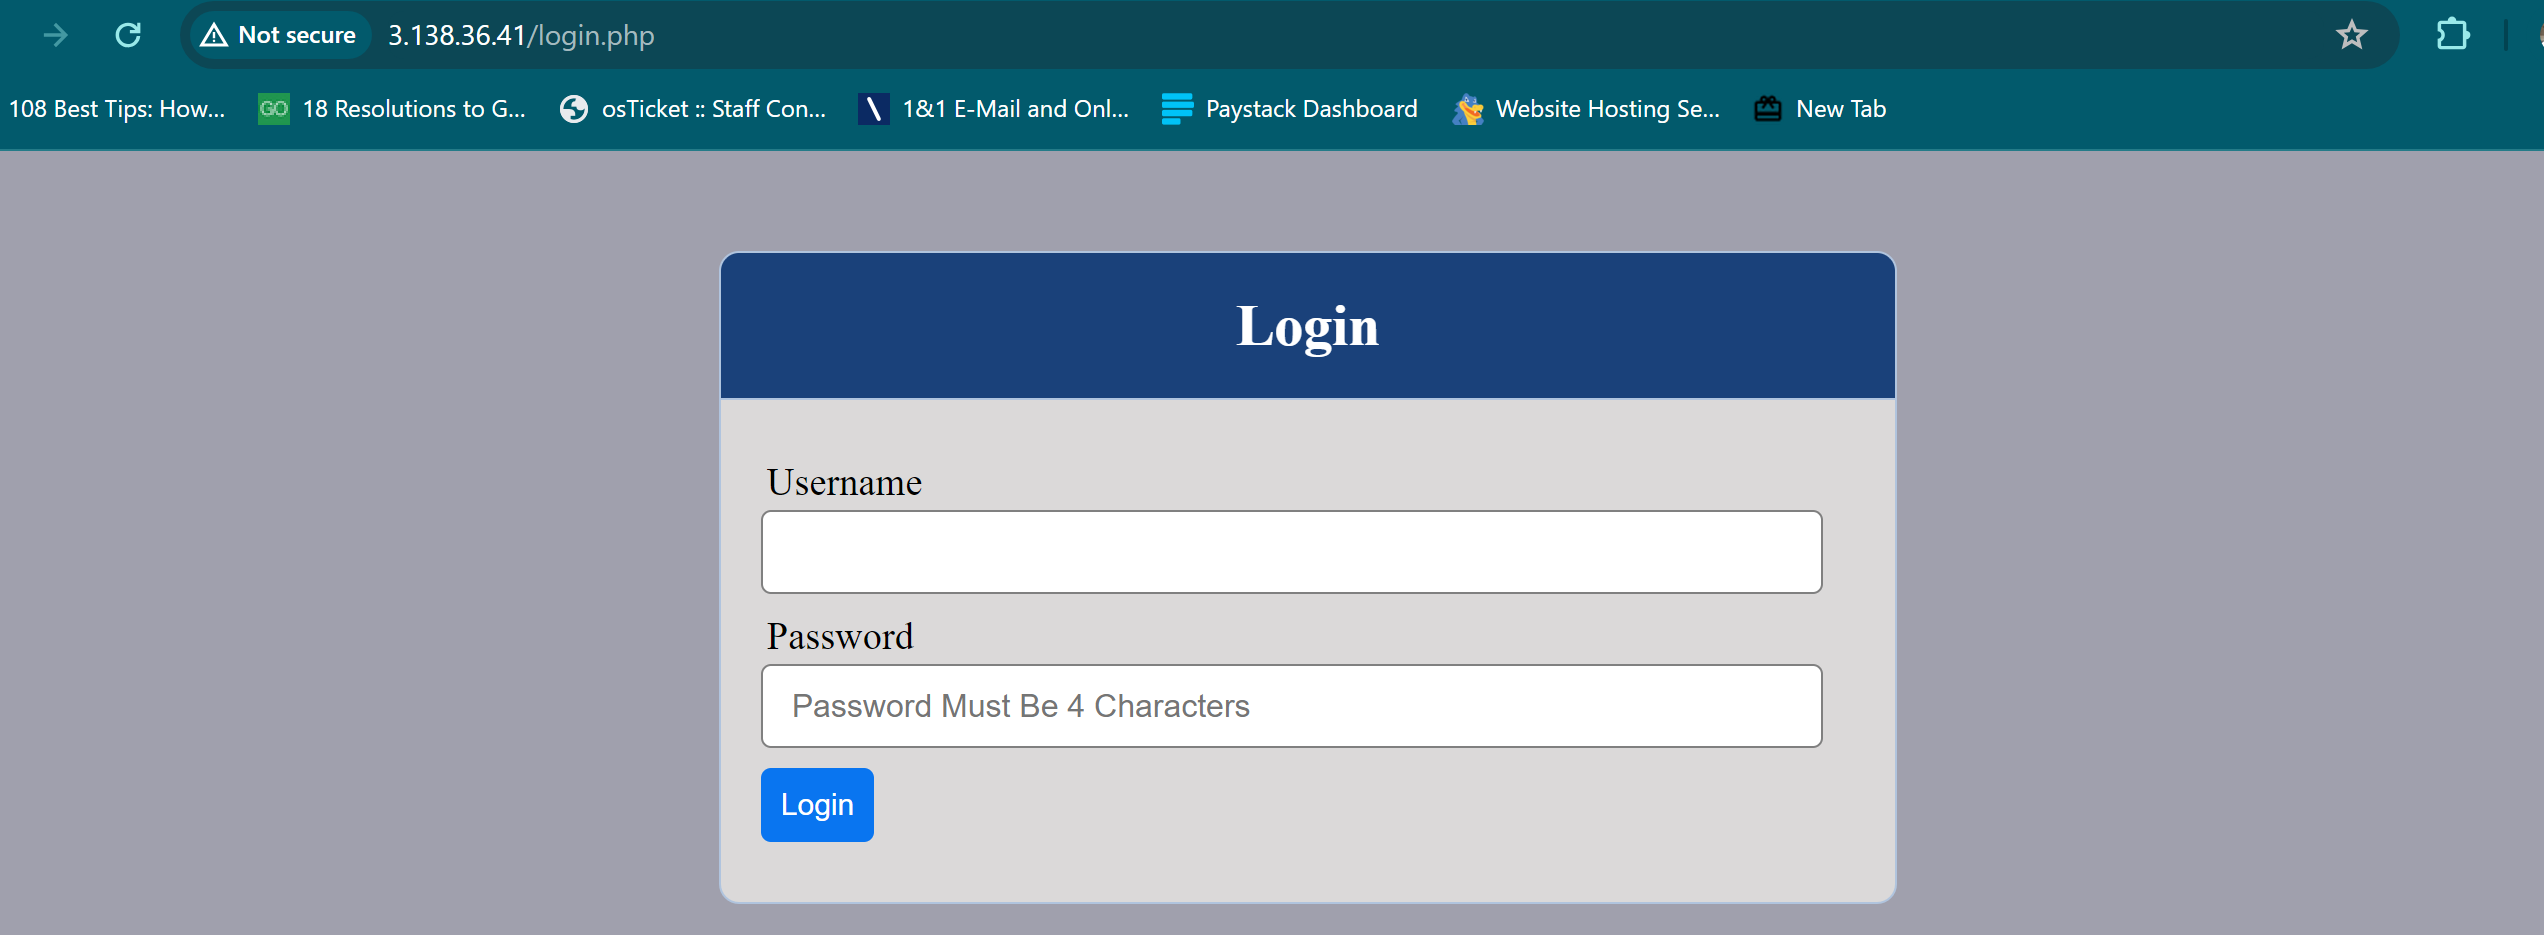 Not secure 3.138.36.41/login.php
108 Best Tips: How... GO 18 Resolutions to G... osTicket :: Staff Con... 1&1 E-Mail and Onl... Paystack Dashboard Website Hosting Se... New Tab
Login
Username
Password
Password Must Be 4 Characters
Login